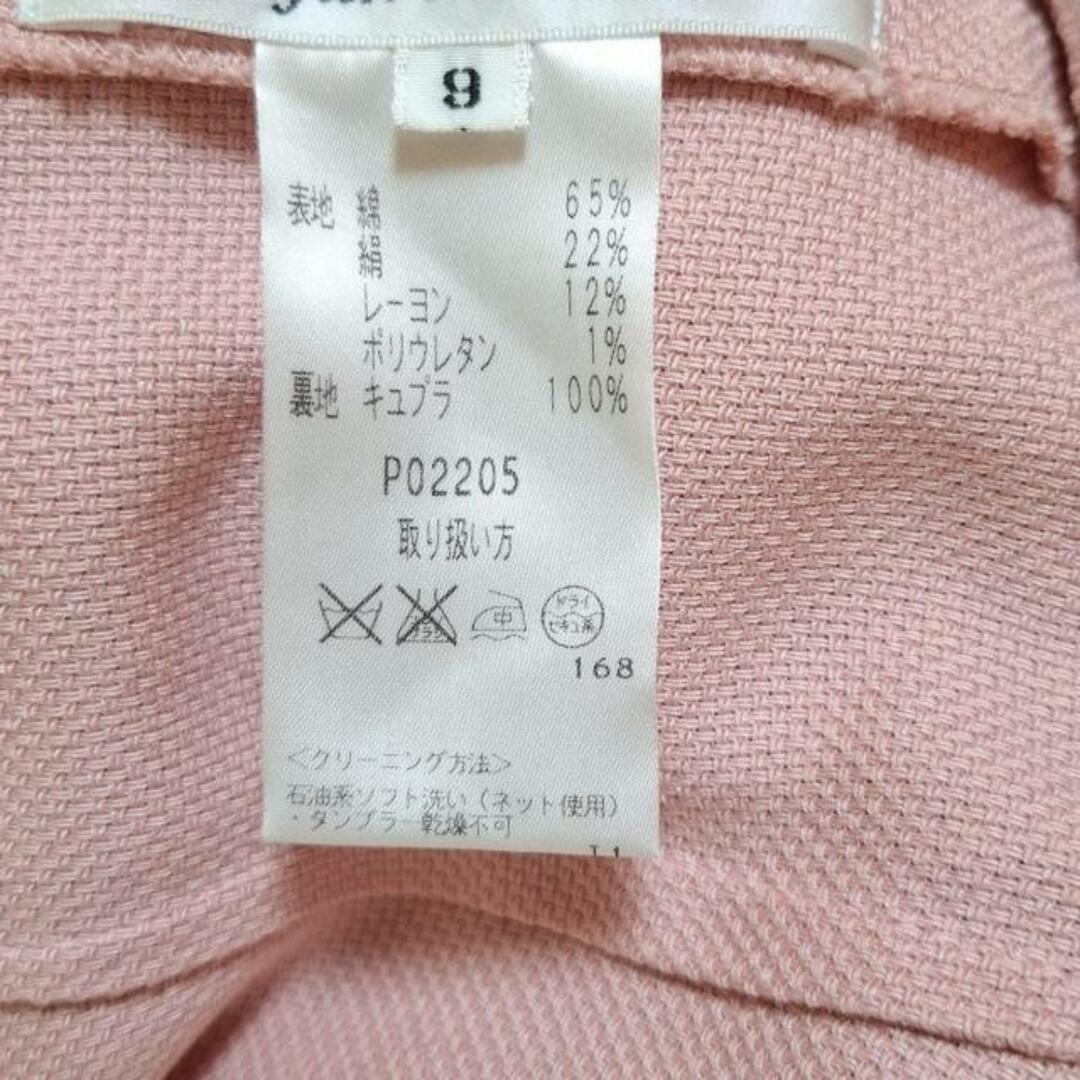 9
表地 綿 65%
絹 22%
レーヨン 12%
ポリウレタン 1%
裏地 キュプラ 100%
P02205
取り扱い方
中 ドライ
セキユ系
168
<クリーニング方法>
石油系ソフト洗い(ネット使用)
・タンブラー乾燥不可